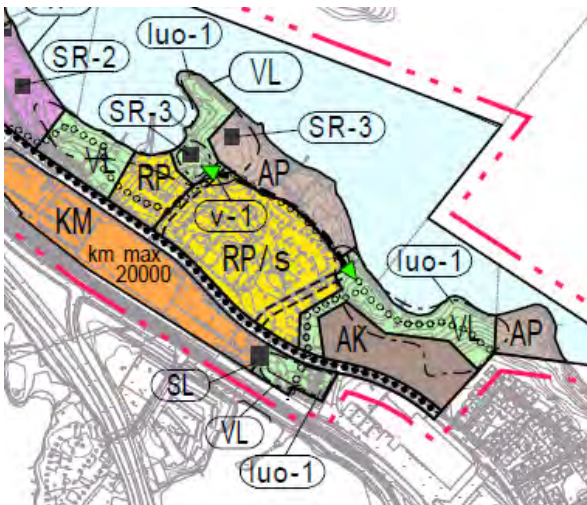 luo-1
VL
SR-2
SR-3
SR-3
VL
RP
AP
KM
v-1
km max
20000
RP/s
luo-1
VL
AP
AK
SL
VL
luo-1